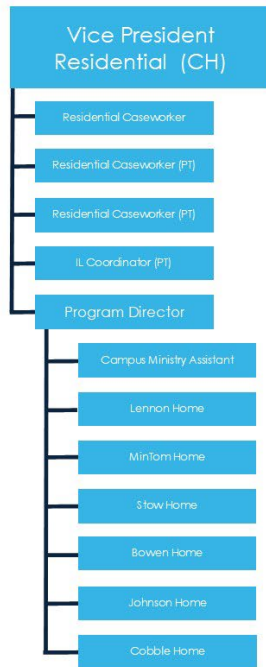 Vice President
Residential (CH)
Residential Caseworker
Residential Caseworker (PT)
Residential Caseworker (PT)
IL Coordinator (PT)
Program Director
Campus Ministry Assistant
Lennon Home
MinTom Home
Stow Home
Bowen Home
Johnson Home
Cobble Home